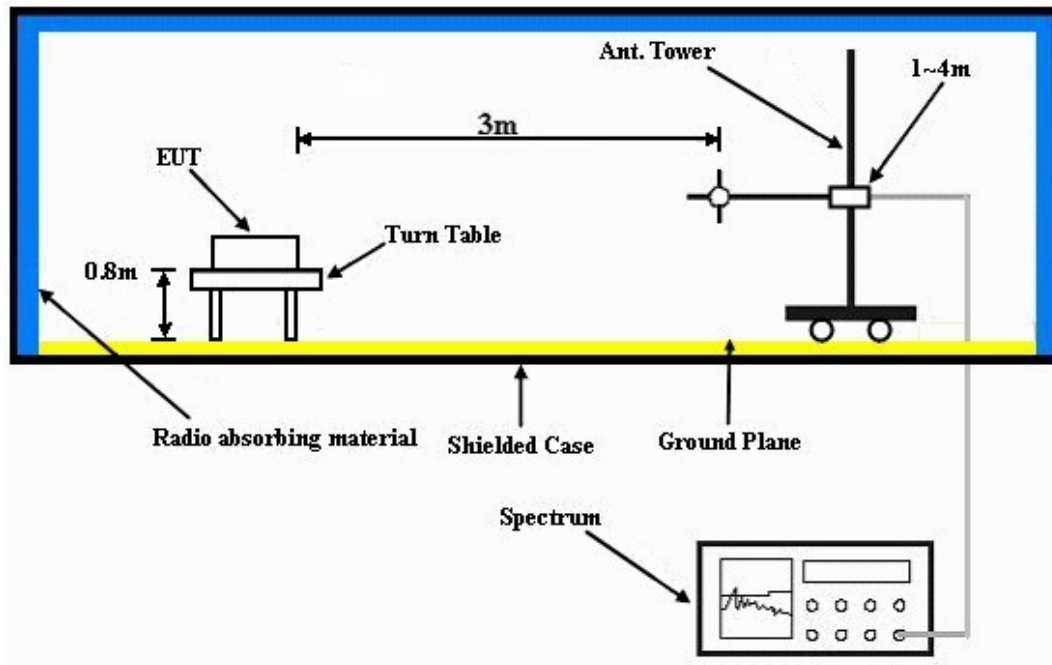 Ant. Tower
1~4m
3m
EUT
Turn Table
0.8m
Radio absorbing material
Shielded Case
Ground Plane
Spectrum